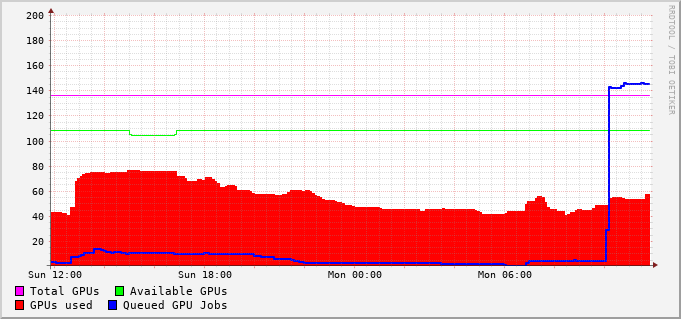 200
180
160
140
120
100
80
60
40
20
Sun 12:00 Sun 18:00 Mon 00:00 Mon 06:00
Total GPUs Available GPUs
GPUs used Queued GPU Jobs
RRDTOOL / TOBI OETIKER